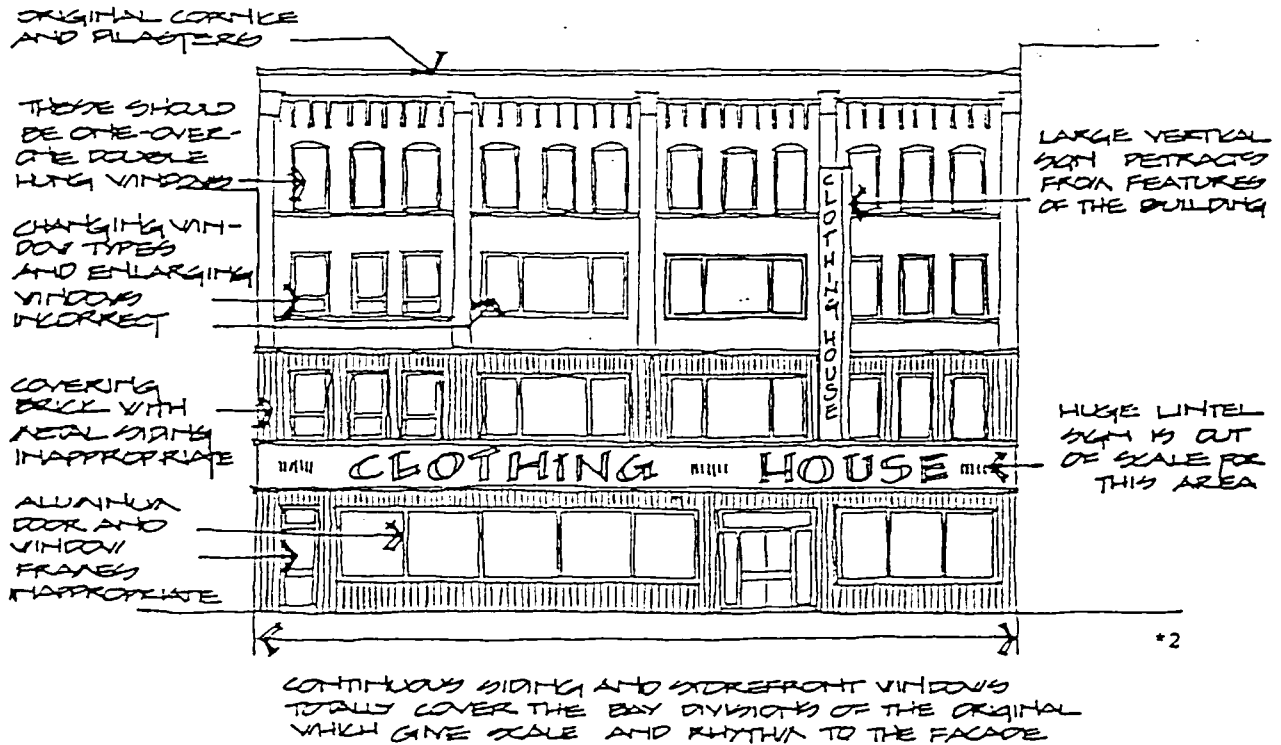 ORIGINAL CORNICE
AND PILASTERS
THESE SHOULD
BE ONE-OVER-
ONE DOUBLE
HUNG WINDOWS
CHANGING WIN-
DOW TYPES
AND ENLARGING
WINDOWS
INCORRECT
COVERING
BRICK WITH
METAL SIDING
INAPPROPRIATE
ALUMINUM
DOOR AND
WINDOW
FRAMES
INAPPROPRIATE
LARGE VERTICAL
SIGN DETRACTS
FROM FEATURES
OF THE BUILDING
HUGE LINTEL
SIGN IS OUT
OF SCALE FOR
THIS AREA
CLOTHING HOUSE
CLOTHING HOUSE
*2
CONTINUOUS SIDING AND STOREFRONT WINDOWS
TOTALLY COVER THE BAY DIVISIONS OF THE ORIGINAL
WHICH GIVE SCALE AND RHYTHM TO THE FACADE